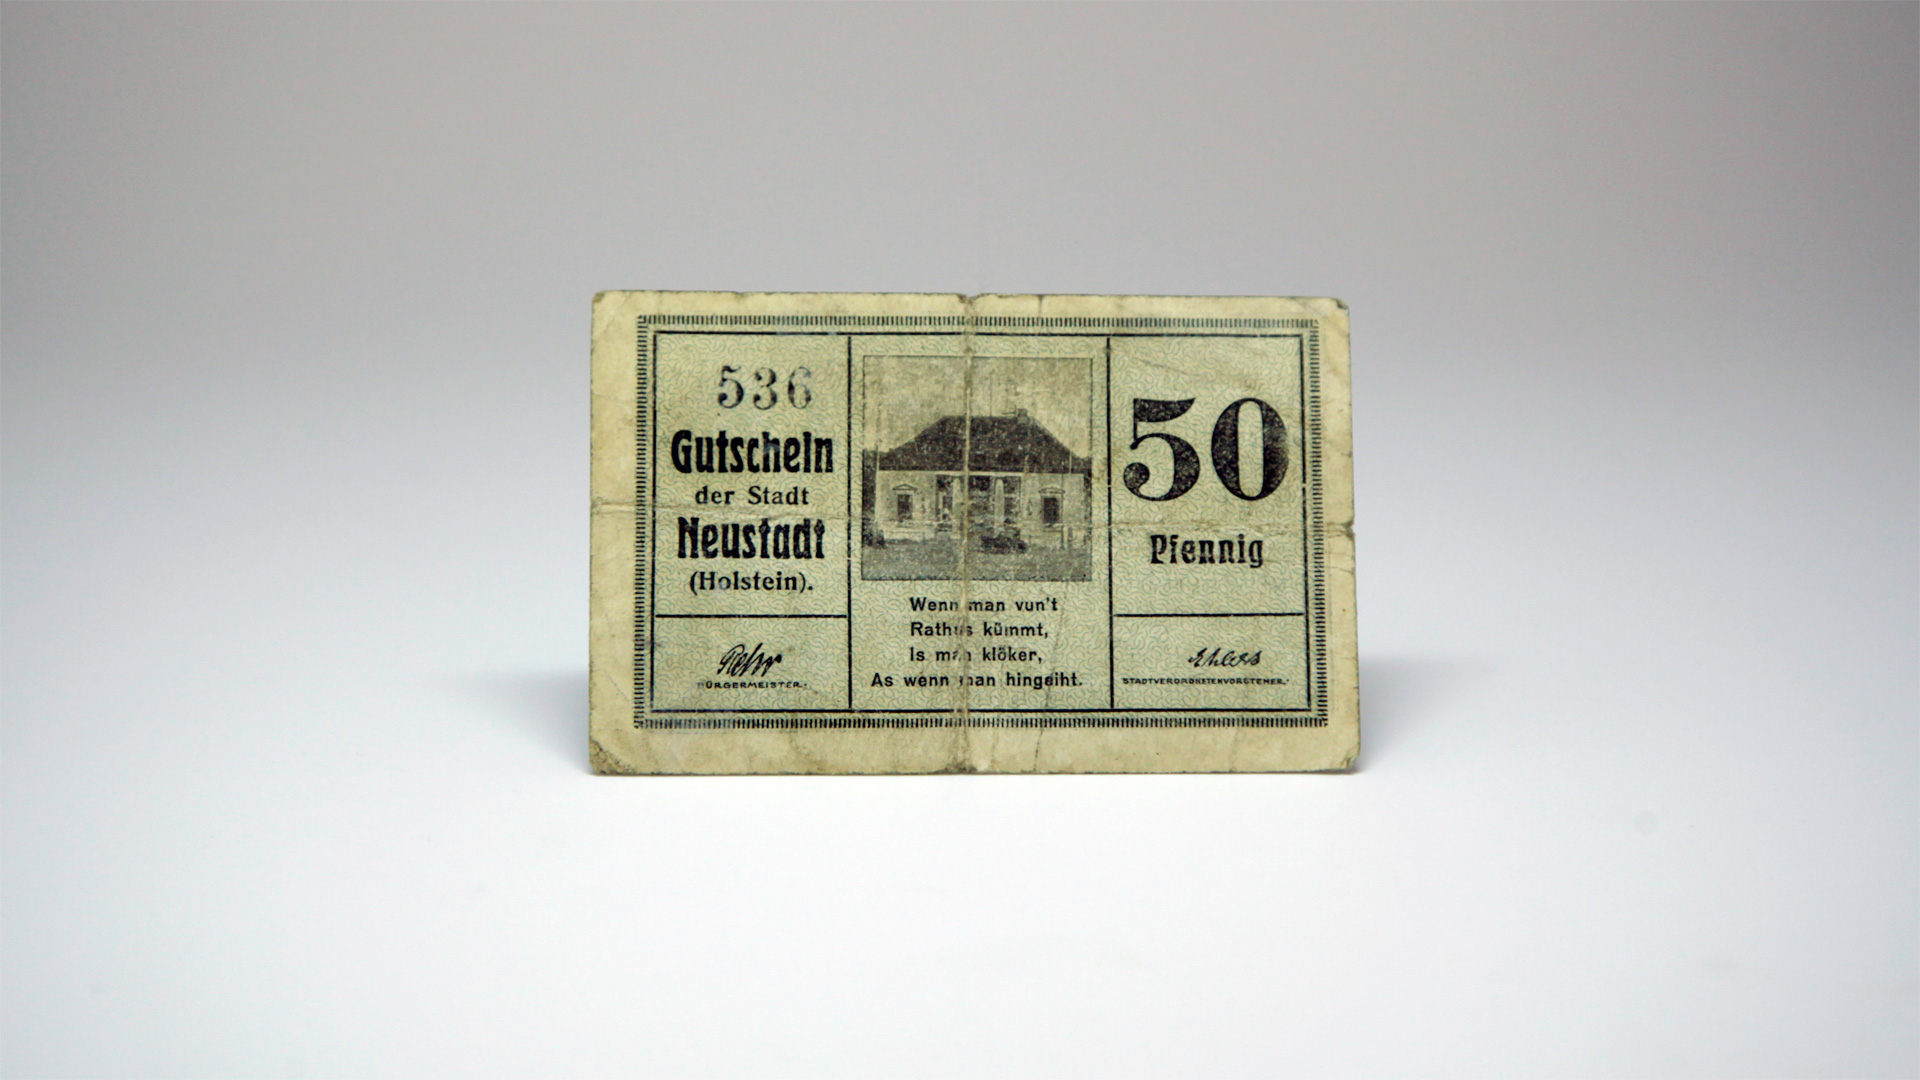 536
Gutschein
der Stadt
Neustadt
(Holstein).
BÜRGERMEISTER.
Wenn man vun't
Rathus kümmt,
Is man klöker,
As wenn man hingeiht.
50
Pfennig
Ehlers
STADTVERORDNETENVORSTEHER.